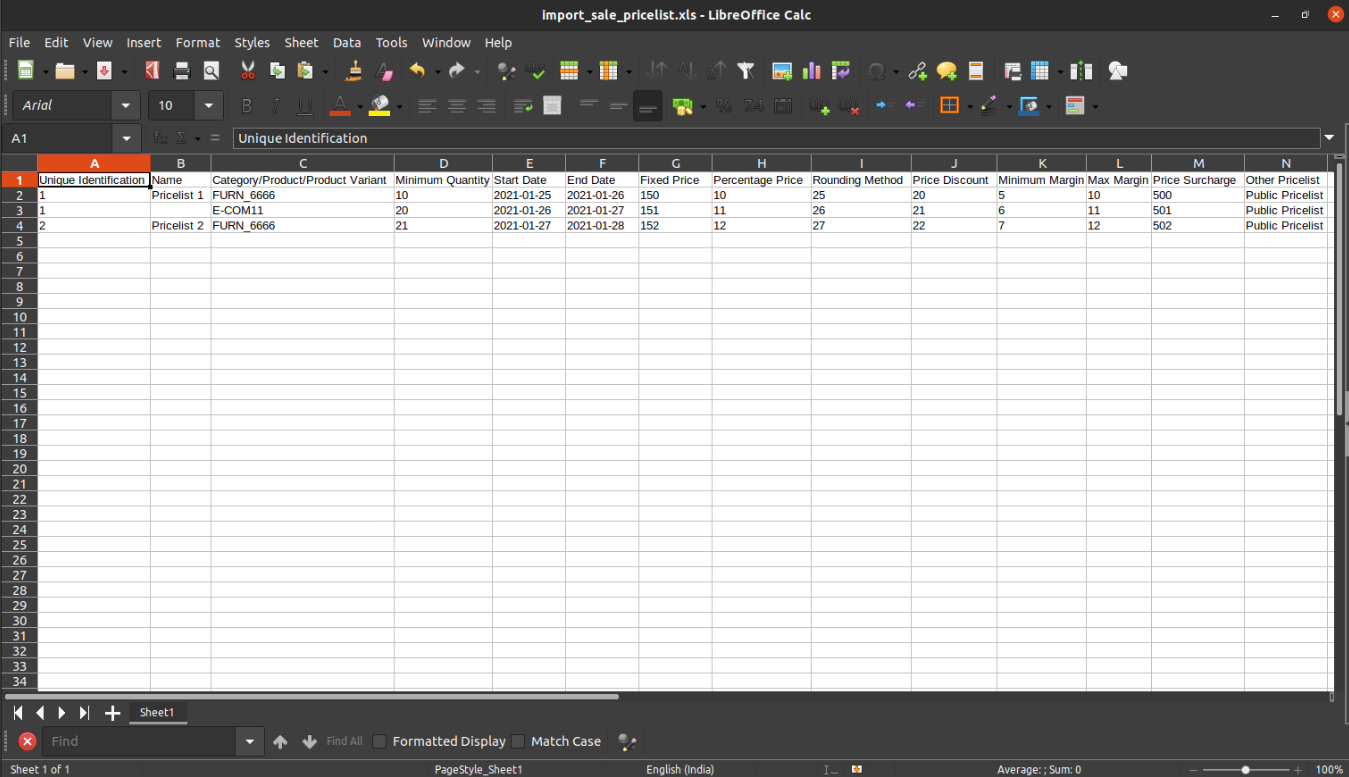 import_sale_pricelist.xls - LibreOffice Calc
File Edit View Insert Format Styles Sheet Data Tools Window Help
Arial 10
A1 Unique Identification
A B C D E F G H I J K L M N
1 Unique Identification Name Category/Product/Product Variant Minimum Quantity Start Date End Date Fixed Price Percentage Price Rounding Method Price Discount Minimum Margin Max Margin Price Surcharge Other Pricelist
2 1 Pricelist 1 FURN_6666 10 2021-01-25 2021-01-26 150 10 25 20 5 10 500 Public Pricelist
3 1 E-COM11 20 2021-01-26 2021-01-27 151 11 26 21 6 11 501 Public Pricelist
4 2 Pricelist 2 FURN_6666 21 2021-01-27 2021-01-28 152 12 27 22 7 12 502 Public Pricelist
5
6
7
8
9
10
11
12
13
14
15
16
17
18
19
20
21
22
23
24
25
26
27
28
29
30
31
32
33
34
Sheet1
Find Find All Formatted Display Match Case
Sheet 1 of 1 PageStyle_Sheet1 English (India) Average: ; Sum: 0 100%